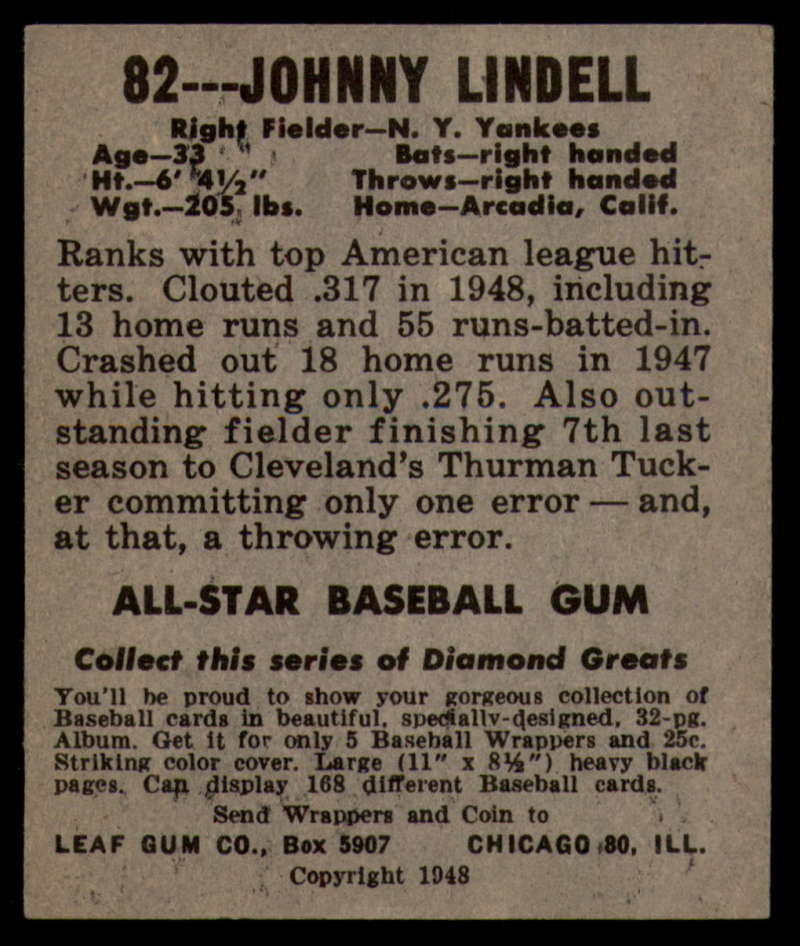 82---JOHNNY LINDELL
Right Fielder—N. Y. Yankees
Age—33 Bats—right handed
Ht.—6' 4½" Throws—right handed
Wgt.—205 lbs. Home—Arcadia, Calif.
Ranks with top American league hit-
ters. Clouted .317 in 1948, including
13 home runs and 55 runs-batted-in.
Crashed out 18 home runs in 1947
while hitting only .275. Also out-
standing fielder finishing 7th last
season to Cleveland's Thurman Tuck-
er committing only one error — and,
at that, a throwing error.
ALL-STAR BASEBALL GUM
Collect this series of Diamond Greats
You'll be proud to show your gorgeous collection of
Baseball cards in beautiful, specially-designed, 32-pg.
Album. Get it for only 5 Baseball Wrappers and 25c.
Striking color cover. Large (11" x 8½") heavy black
pages. Can display 168 different Baseball cards.
Send Wrappers and Coin to
LEAF GUM CO., Box 5907 CHICAGO 80, ILL.
Copyright 1948